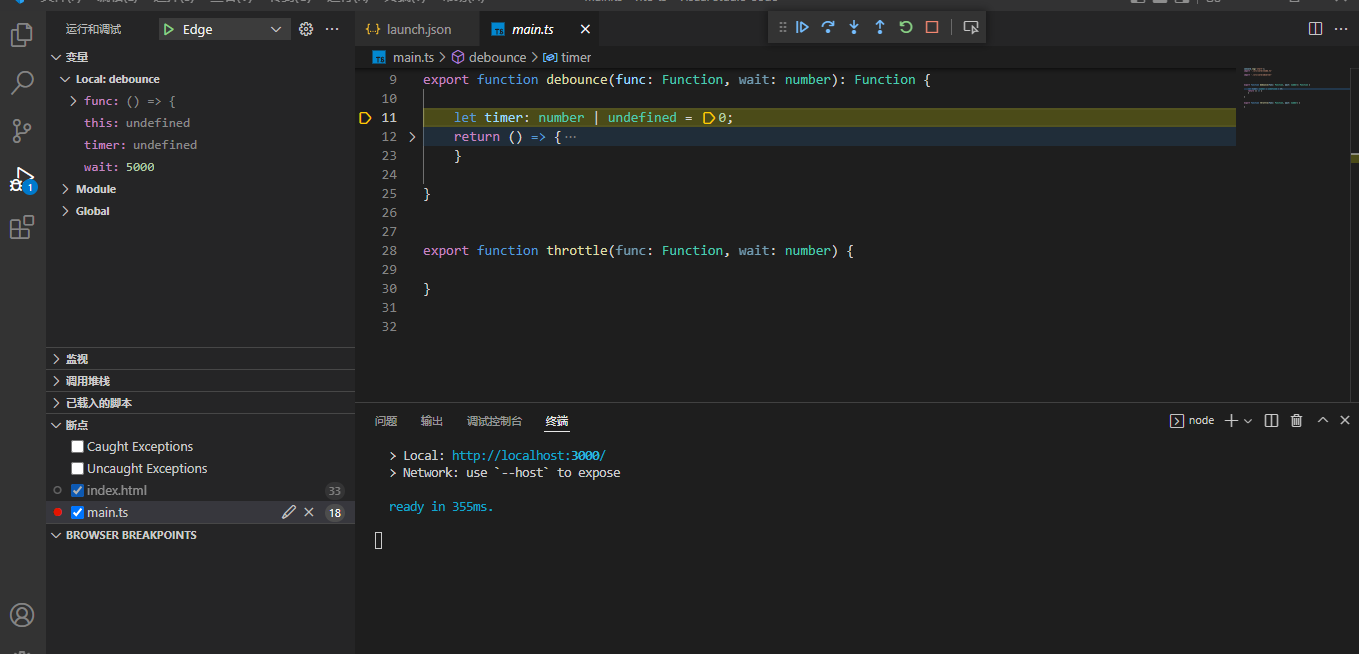 运行和调试
Edge
变量
Local: debounce
func: () => {
this: undefined
timer: undefined
wait: 5000
Module
Global
监视
调用堆栈
已载入的脚本
断点
Caught Exceptions
Uncaught Exceptions
index.html 33
main.ts 18
BROWSER BREAKPOINTS
1
{..} launch.json
TS main.ts
TS main.ts > debounce > timer
9 export function debounce(func: Function, wait: number): Function {
10
11 let timer: number | undefined = 0;
12 return () => {···
23 }
24
25 }
26
27
28 export function throttle(func: Function, wait: number) {
29
30 }
31
32
问题 输出 调试控制台 终端
node
> Local: http://localhost:3000/
> Network: use `--host` to expose
ready in 355ms.